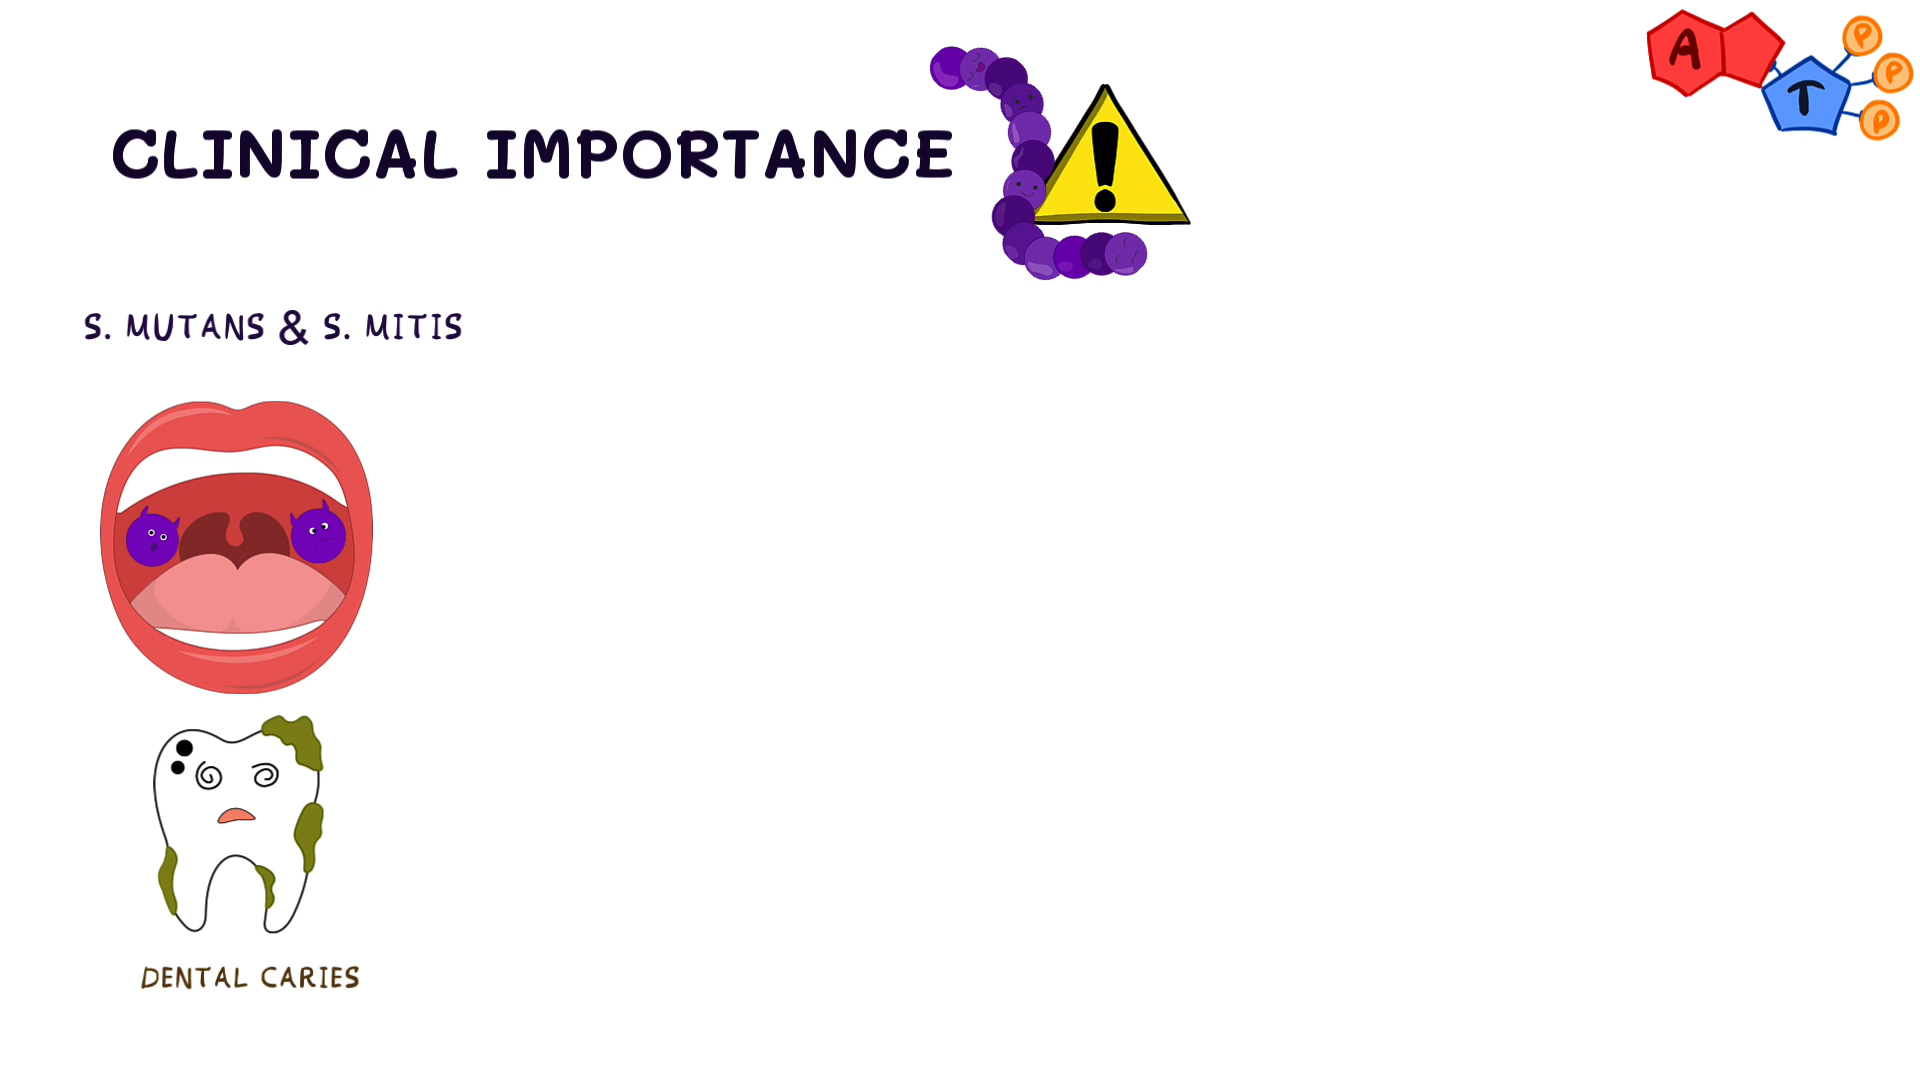 CLINICAL IMPORTANCE
A
T
P
P
P
S. MUTANS & S. MITIS
DENTAL CARIES